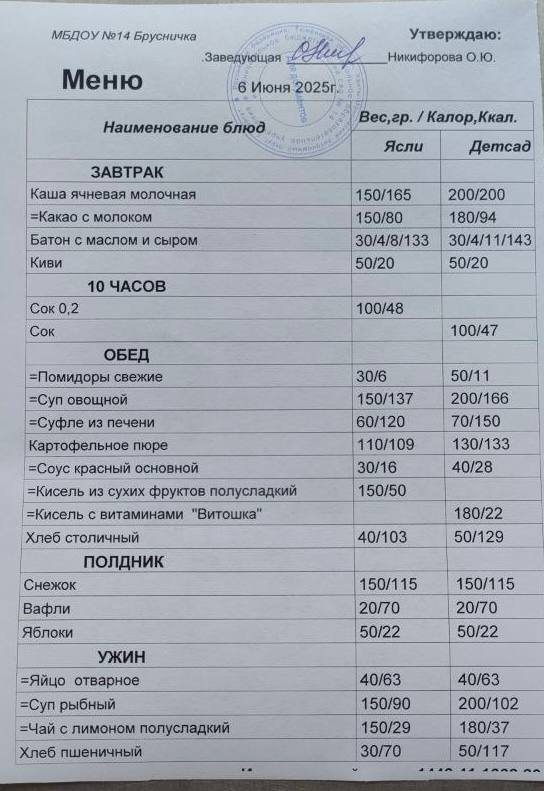 МБДОУ №14 Брусничка
Утверждаю:
.Заведующая Никифорова О.Ю.
Меню
6 Июня 2025г.
Наименование блюд Вес,гр. / Калор,Ккал.
Ясли Детсад
ЗАВТРАК
Каша ячневая молочная 150/165 200/200
=Какао с молоком 150/80 180/94
Батон с маслом и сыром 30/4/8/133 30/4/11/143
Киви 50/20 50/20
10 ЧАСОВ
Сок 0,2 100/48
Сок 100/47
ОБЕД
=Помидоры свежие 30/6 50/11
=Суп овощной 150/137 200/166
=Суфле из печени 60/120 70/150
Картофельное пюре 110/109 130/133
=Соус красный основной 30/16 40/28
=Кисель из сухих фруктов полусладкий 150/50
=Кисель с витаминами "Витошка" 180/22
Хлеб столичный 40/103 50/129
ПОЛДНИК
Снежок 150/115 150/115
Вафли 20/70 20/70
Яблоки 50/22 50/22
УЖИН
=Яйцо отварное 40/63 40/63
=Суп рыбный 150/90 200/102
=Чай с лимоном полусладкий 150/29 180/37
Хлеб пшеничный 30/70 50/117